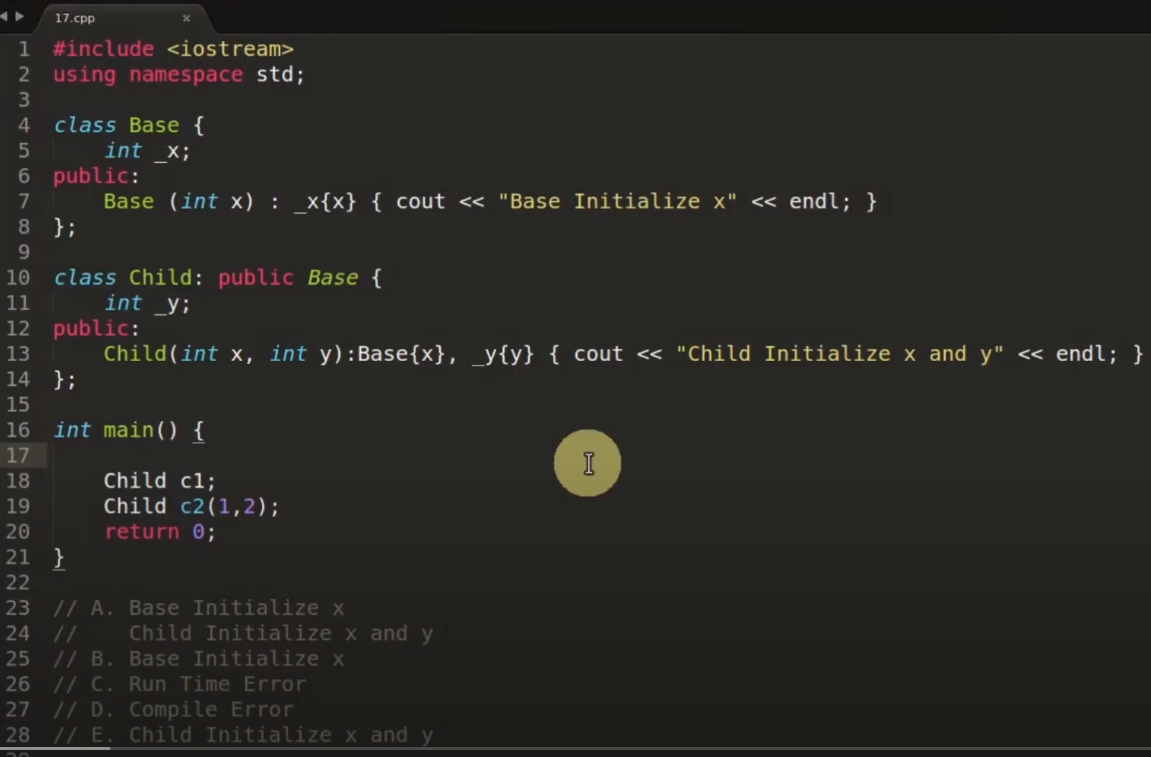 17.cpp ×
1 #include <iostream>
2 using namespace std;
3
4 class Base {
5     int _x;
6 public:
7     Base (int x) : _x{x} { cout << "Base Initialize x" << endl; }
8 };
9
10 class Child: public Base {
11     int _y;
12 public:
13     Child(int x, int y):Base{x}, _y{y} { cout << "Child Initialize x and y" << endl; }
14 };
15
16 int main() {
17
18     Child c1;
19     Child c2(1,2);
20     return 0;
21 }
22
23 // A. Base Initialize x
24 //    Child Initialize x and y
25 // B. Base Initialize x
26 // C. Run Time Error
27 // D. Compile Error
28 // E. Child Initialize x and y